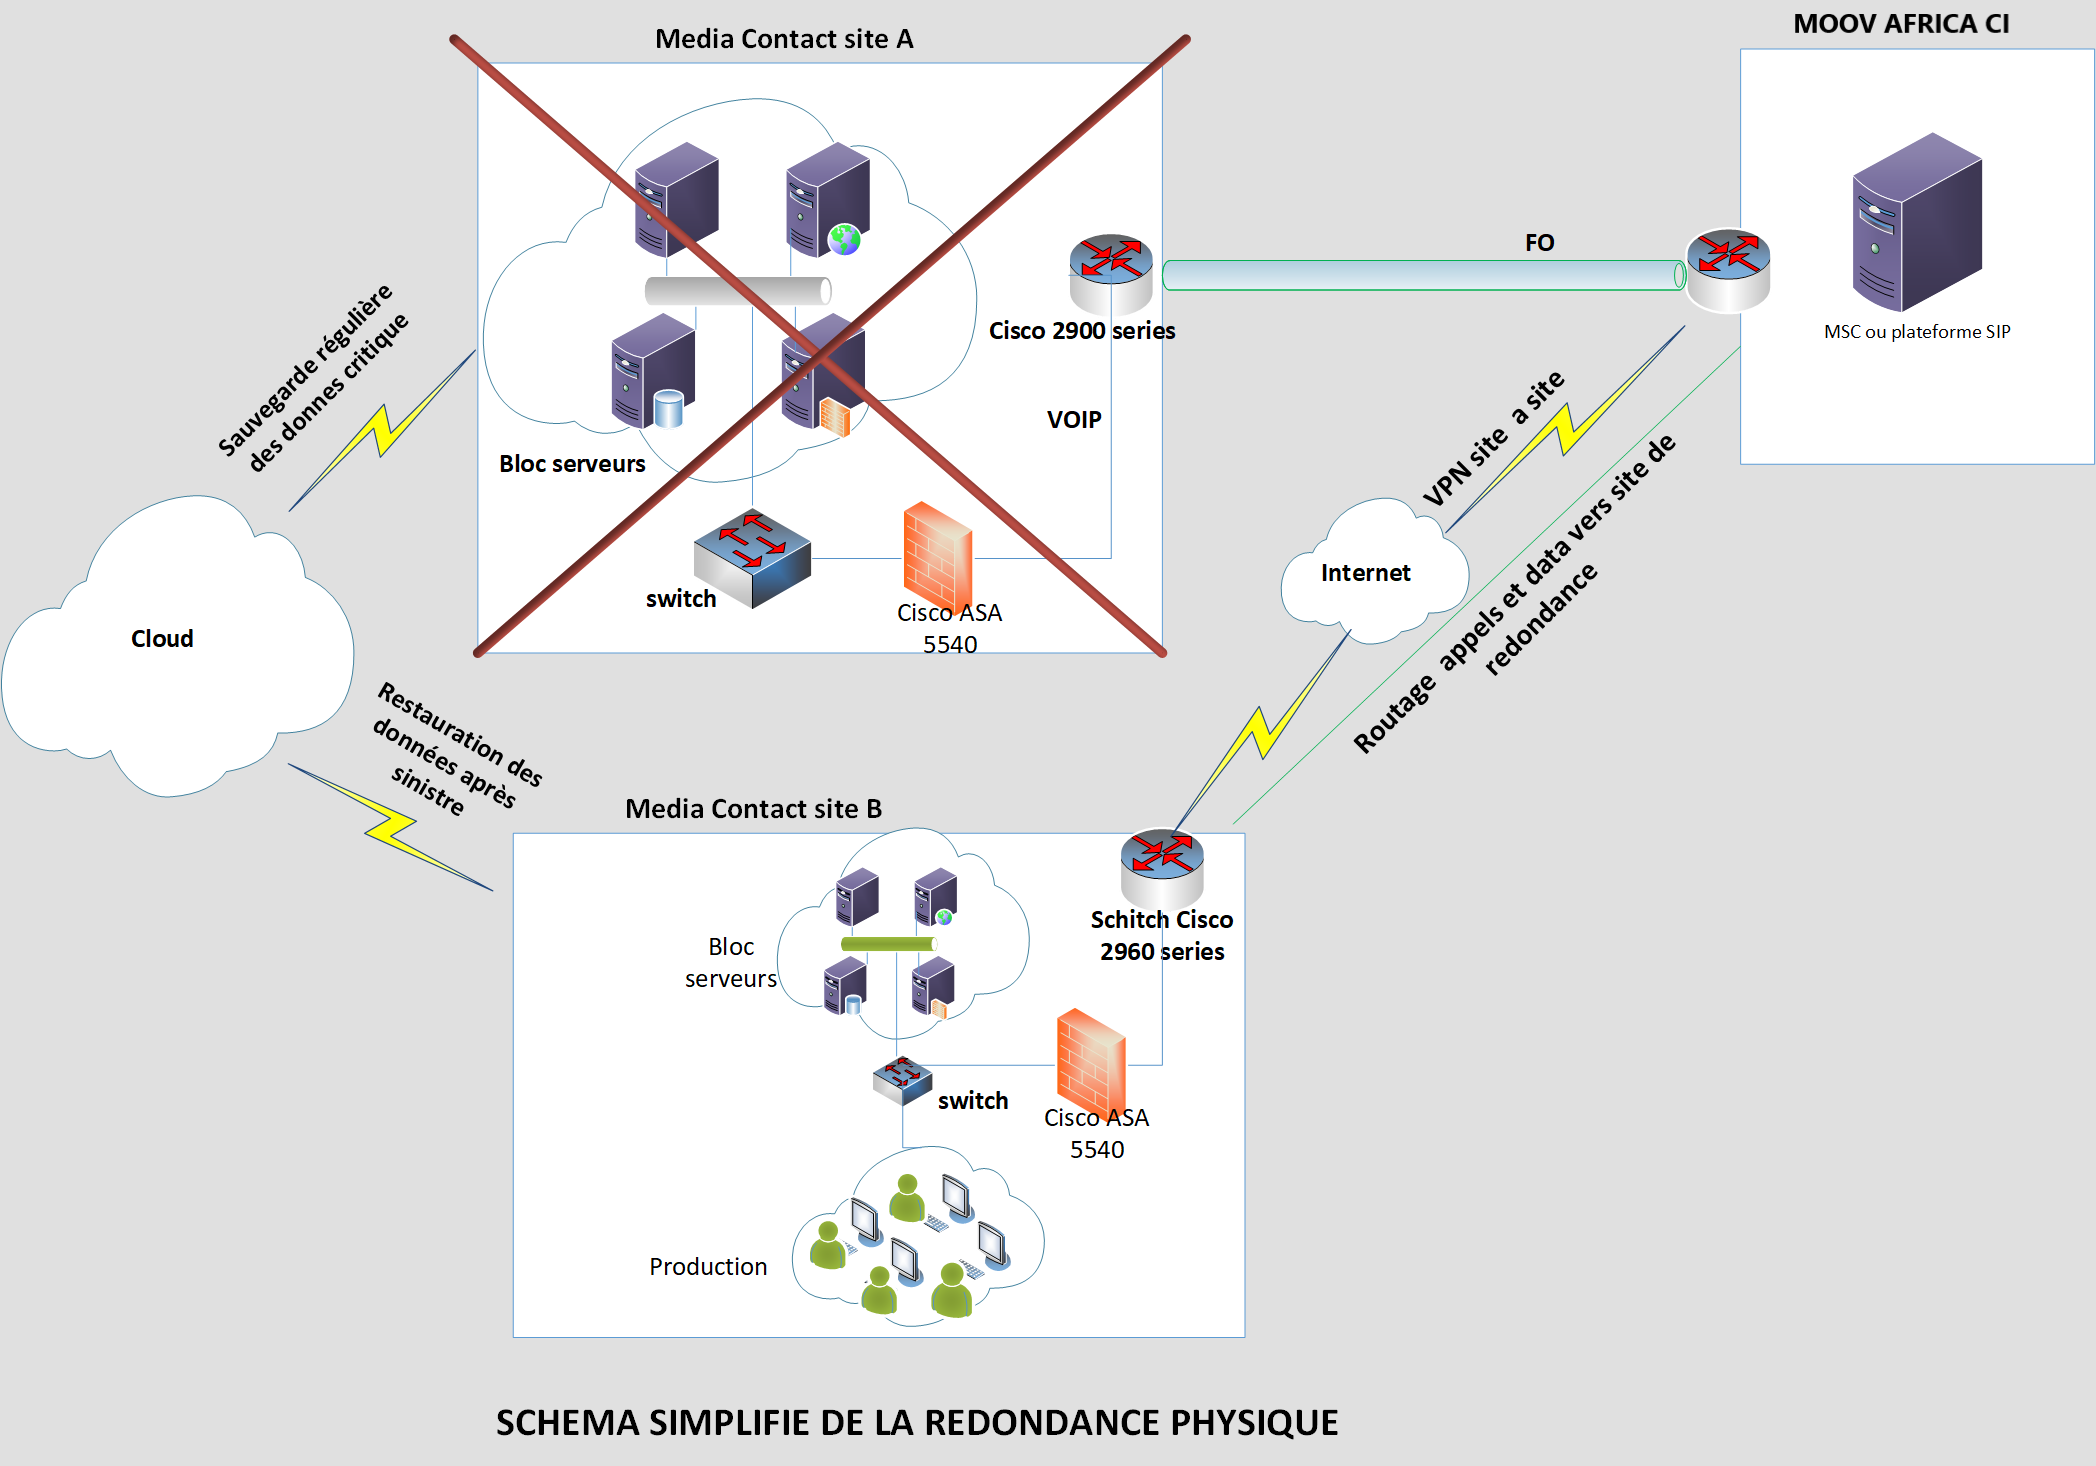 MOOV AFRICA CI
Media Contact site A
FO
Cisco 2900 series
MSC ou plateforme SIP
Sauvegarde régulière
des donnes critique
VOIP
Bloc serveurs
VPN site  a site
switch
Cisco ASA
5540
Internet
Routage  appels et data vers site de
redondance
Cloud
Restauration des
données après
sinistre
Media Contact site B
Schitch Cisco
2960 series
Bloc
serveurs
switch
Cisco ASA
5540
Production
SCHEMA SIMPLIFIE DE LA REDONDANCE PHYSIQUE